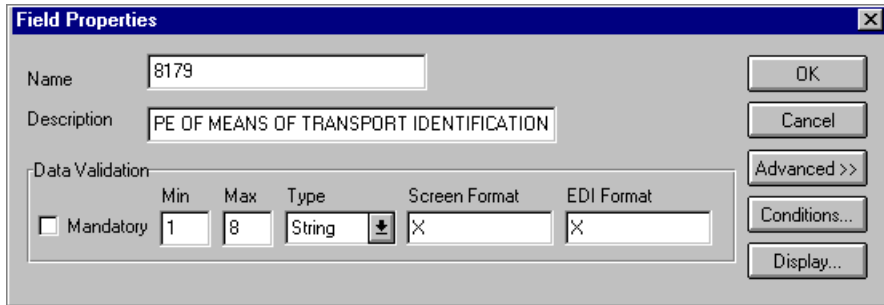 Field Properties
Name 8179 OK
Description PE OF MEANS OF TRANSPORT IDENTIFICATION Cancel
Data Validation Advanced >>
Min Max Type Screen Format EDI Format
Mandatory 1 8 String X X Conditions...
Display...